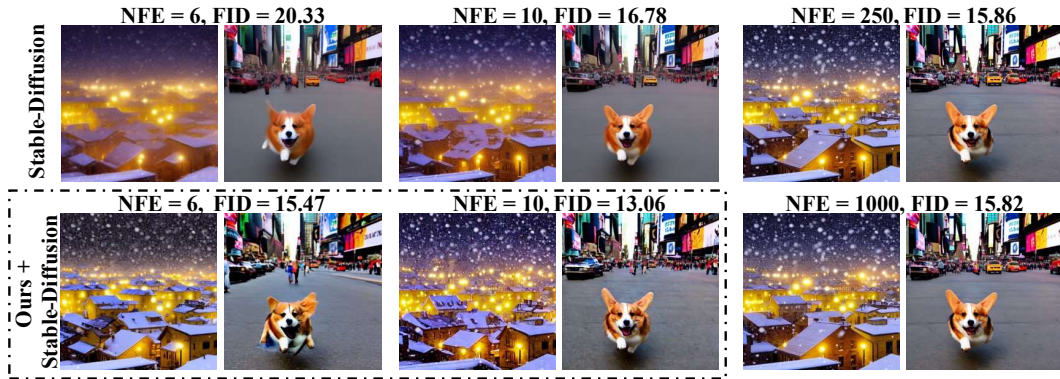 NFE = 6, FID = 20.33
NFE = 10, FID = 16.78
NFE = 250, FID = 15.86
Stable-Diffusion
NFE = 6, FID = 15.47
NFE = 10, FID = 13.06
NFE = 1000, FID = 15.82
Ours +
Stable-Diffusion